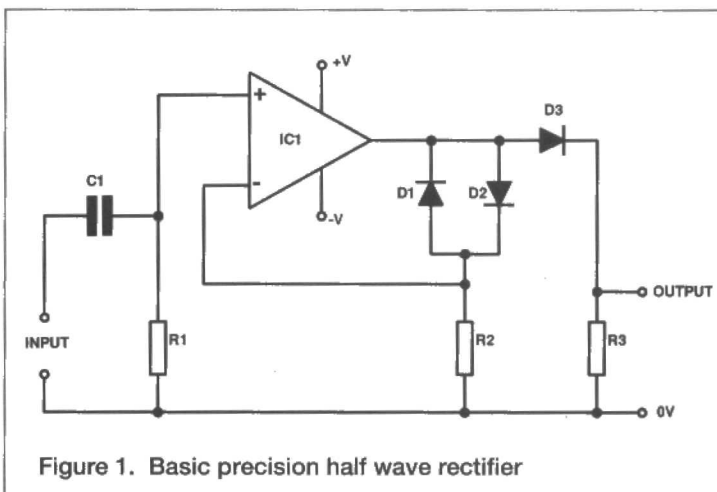 +V
D3
+
IC1
C1
-
D1
D2
-V
OUTPUT
INPUT
R1
R2
R3
0V
Figure 1. Basic precision half wave rectifier